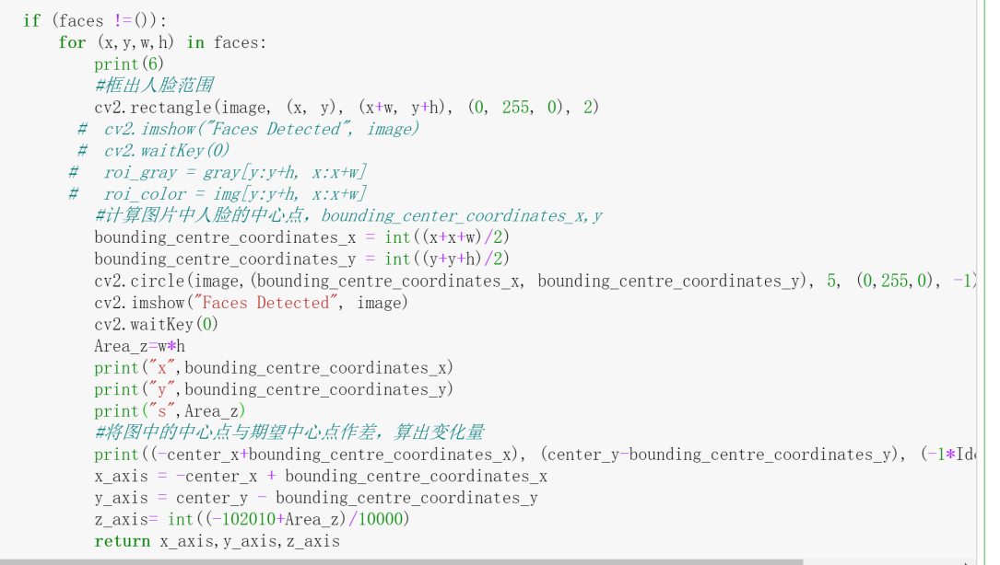 if (faces !=()):
for (x,y,w,h) in faces:
print(6)
#框出人脸范围
cv2.rectangle(image, (x, y), (x+w, y+h), (0, 255, 0), 2)
# cv2.imshow("Faces Detected", image)
# cv2.waitKey(0)
# roi_gray = gray[y:y+h, x:x+w]
# roi_color = img[y:y+h, x:x+w]
#计算图片中人脸的中心点，bounding_center_coordinates_x,y
bounding_centre_coordinates_x = int((x+x+w)/2)
bounding_centre_coordinates_y = int((y+y+h)/2)
cv2.circle(image,(bounding_centre_coordinates_x, bounding_centre_coordinates_y), 5, (0,255,0), -1)
cv2.imshow("Faces Detected", image)
cv2.waitKey(0)
Area_z=w*h
print("x",bounding_centre_coordinates_x)
print("y",bounding_centre_coordinates_y)
print("s",Area_z)
#将图中的中心点与期望中心点作差，算出变化量
print((-center_x+bounding_centre_coordinates_x), (center_y-bounding_centre_coordinates_y), (-1*Id
x_axis = -center_x + bounding_centre_coordinates_x
y_axis = center_y - bounding_centre_coordinates_y
z_axis= int((-102010+Area_z)/10000)
return x_axis,y_axis,z_axis